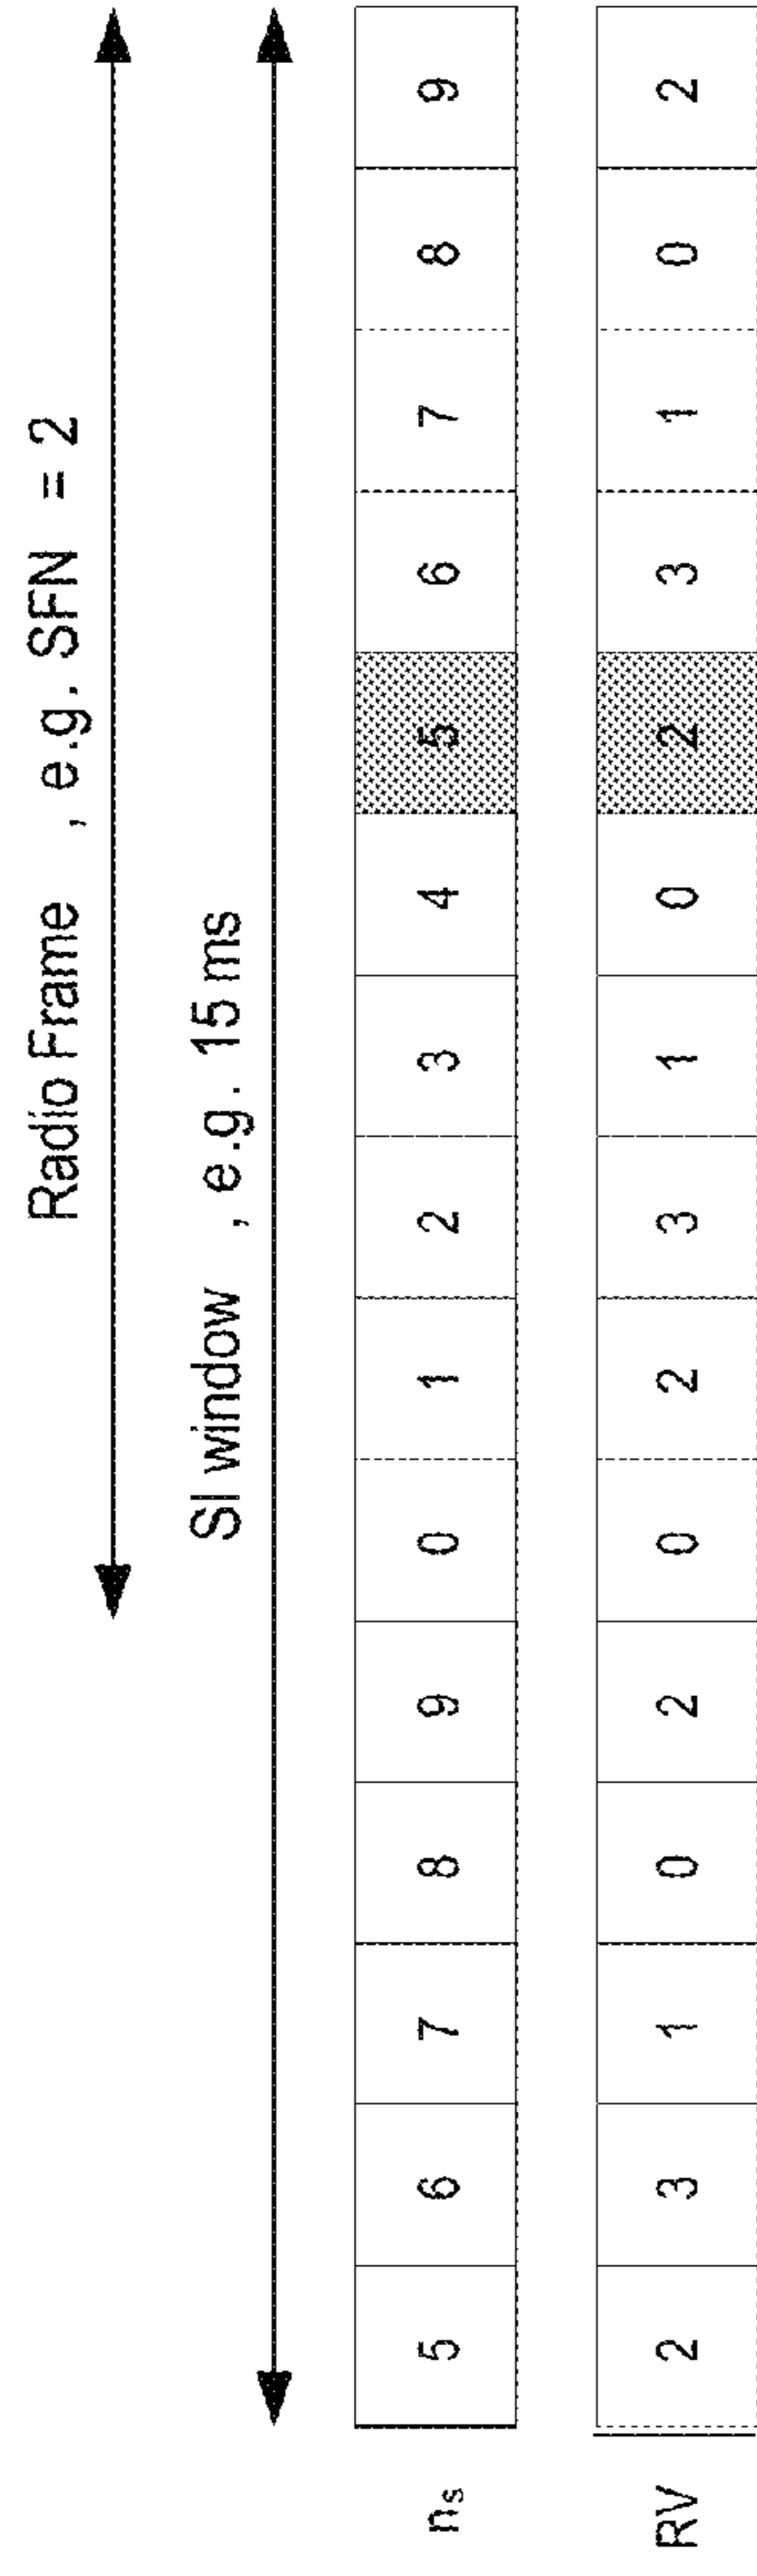 Radio Frame , e.g. SFN = 2
SI window , e.g. 15 ms
nₛ 5 6 7 8 9 0 1 2 3 4 5 6 7 8 9
RV 2 3 1 0 2 0 2 3 1 0 2 3 1 0 2